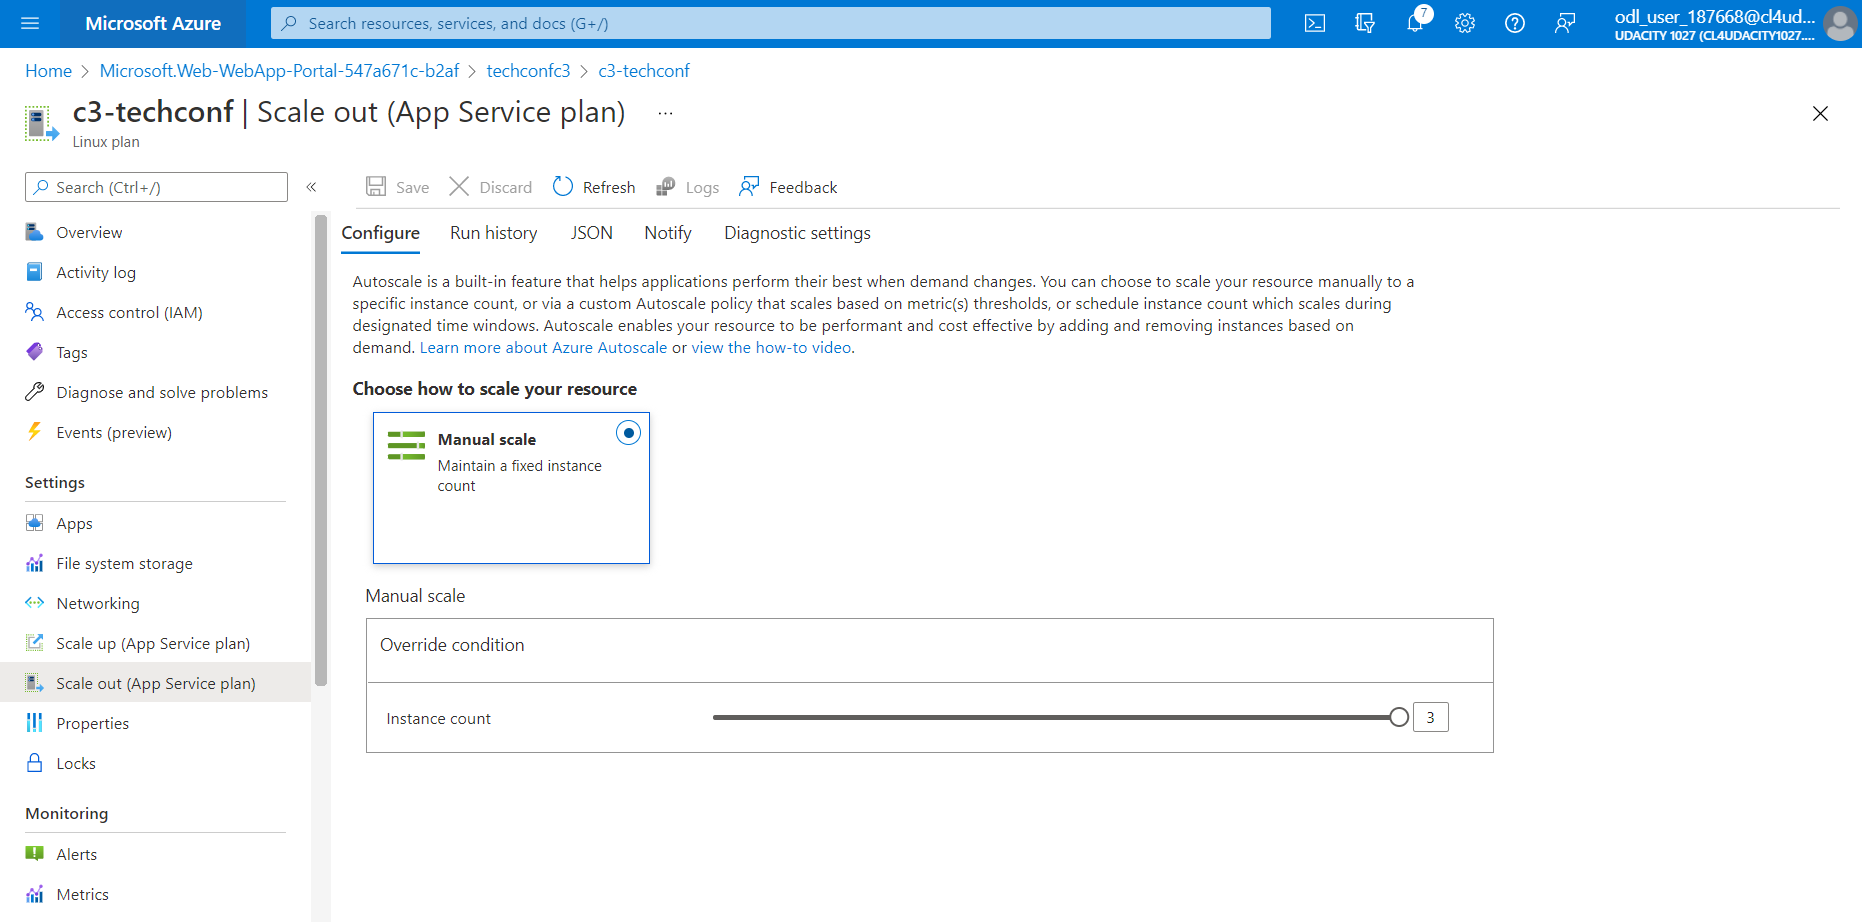 Microsoft Azure
Search resources, services, and docs (G+/)
7
odl_user_187668@cl4ud...
UDACITY 1027 (CL4UDACITY1027....
Home > Microsoft.Web-WebApp-Portal-547a671c-b2af > techconfc3 > c3-techconf
c3-techconf | Scale out (App Service plan) ...
Linux plan
Search (Ctrl+/)
«
Save
Discard
Refresh
Logs
Feedback
Overview
Activity log
Access control (IAM)
Tags
Diagnose and solve problems
Events (preview)
Settings
Apps
File system storage
Networking
Scale up (App Service plan)
Scale out (App Service plan)
Properties
Locks
Monitoring
Alerts
Metrics
Configure
Run history
JSON
Notify
Diagnostic settings
Autoscale is a built-in feature that helps applications perform their best when demand changes. You can choose to scale your resource manually to a
specific instance count, or via a custom Autoscale policy that scales based on metric(s) thresholds, or schedule instance count which scales during
designated time windows. Autoscale enables your resource to be performant and cost effective by adding and removing instances based on
demand. Learn more about Azure Autoscale or view the how-to video.
Choose how to scale your resource
Manual scale
Maintain a fixed instance
count
Manual scale
Override condition
Instance count
3